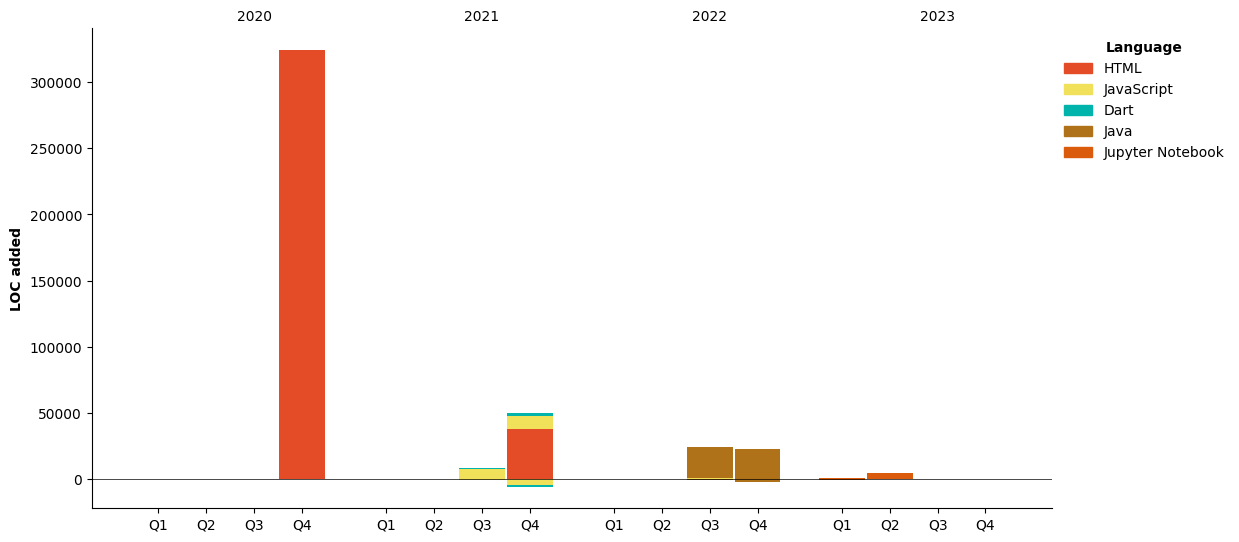 2020 2021 2022 2023
Language
HTML
JavaScript
Dart
Java
Jupyter Notebook
LOC added
300000
250000
200000
150000
100000
50000
0
Q1 Q2 Q3 Q4 Q1 Q2 Q3 Q4 Q1 Q2 Q3 Q4 Q1 Q2 Q3 Q4